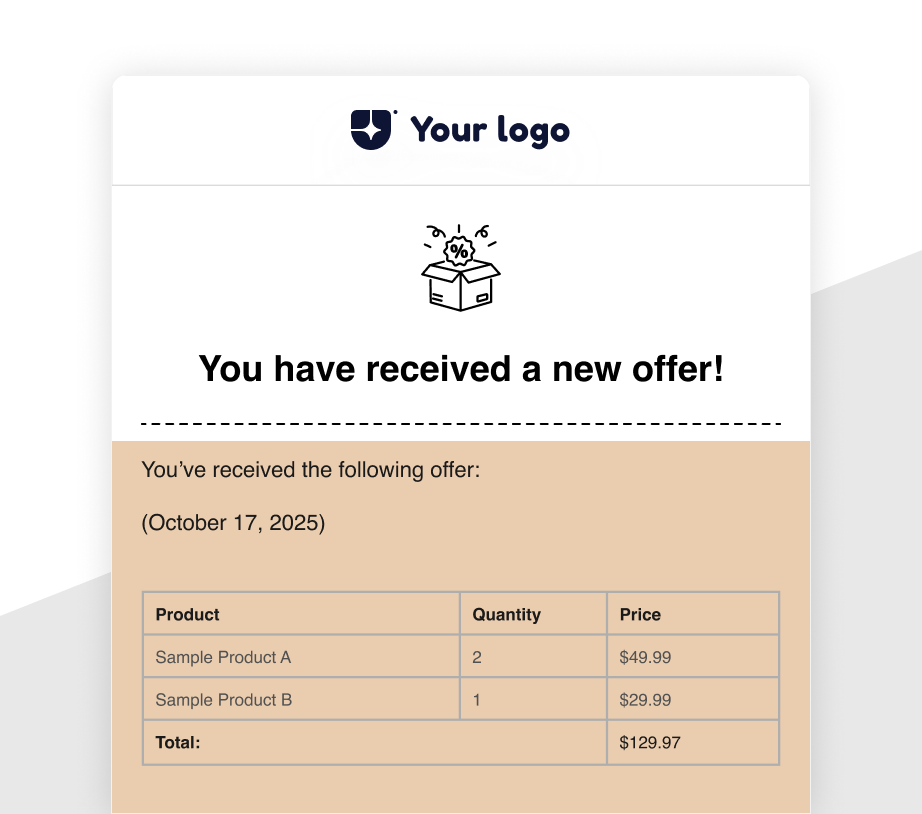 Your logo
%
You have received a new offer!
You’ve received the following offer:
(October 17, 2025)
Product Quantity Price
Sample Product A 2 $49.99
Sample Product B 1 $29.99
Total: $129.97